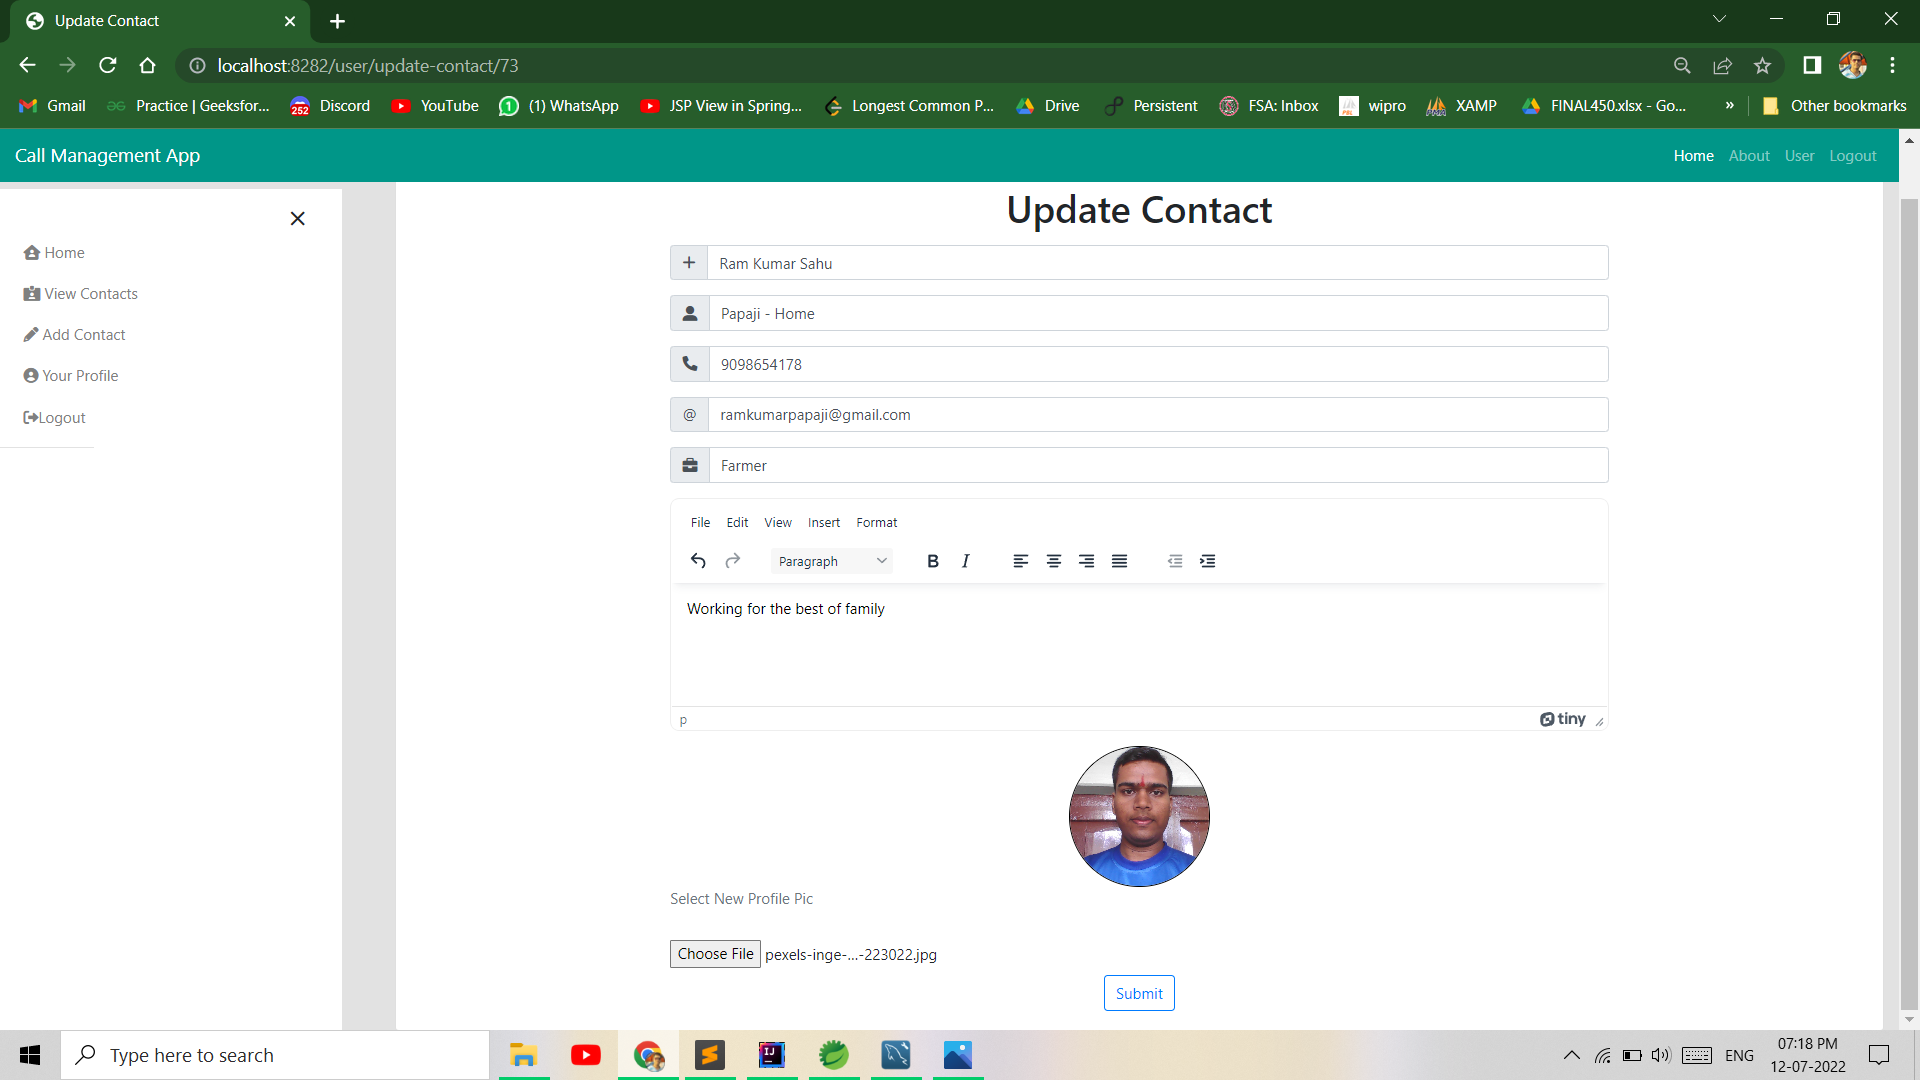 Update Contact
localhost:8282/user/update-contact/73
Gmail
Practice | Geeksfor...
252
Discord
YouTube
1
(1) WhatsApp
JSP View in Spring...
Longest Common P...
Drive
Persistent
FSA: Inbox
wipro
XAMP
FINAL450.xlsx - Go...
»
Other bookmarks
Call Management App
Home
About
User
Logout
Home
View Contacts
Add Contact
Your Profile
Logout
Update Contact
Ram Kumar Sahu
Papaji - Home
9098654178
@ ramkumarpapaji@gmail.com
Farmer
File Edit View Insert Format
Paragraph
B I
Working for the best of family
p
tiny
Select New Profile Pic
Choose File pexels-inge-...-223022.jpg
Submit
Type here to search
IJ
ENG
07:18 PM
12-07-2022